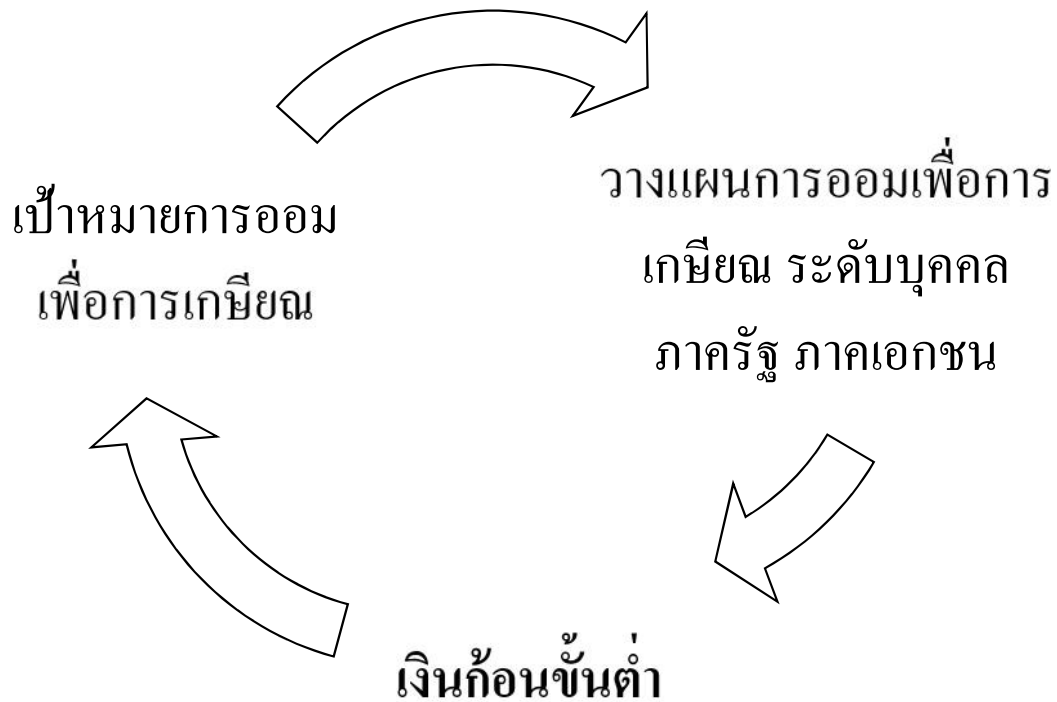 เป้าหมายการออม
เพื่อการเกษียณ
วางแผนการออมเพื่อการ
เกษียณ ระดับบุคคล
ภาครัฐ ภาคเอกชน
เงินก้อนขั้นต่ำ